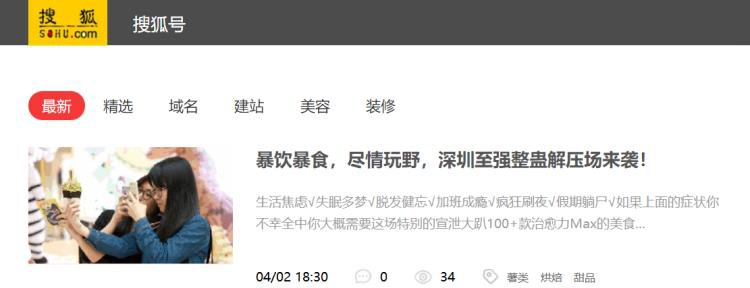 搜狐
SOHU.com
搜狐号
最新 精选 域名 建站 美容 装修
暴饮暴食，尽情玩野，深圳至强整蛊解压场来袭！
生活焦虑√失眠多梦√脱发健忘√加班成瘾√疯狂刷夜√假期躺尸√如果上面的症状你
不幸全中你大概需要这场特别的宣泄大趴100+款治愈力Max的美食...
04/02 18:30 0 34 薯类 烘焙 甜品